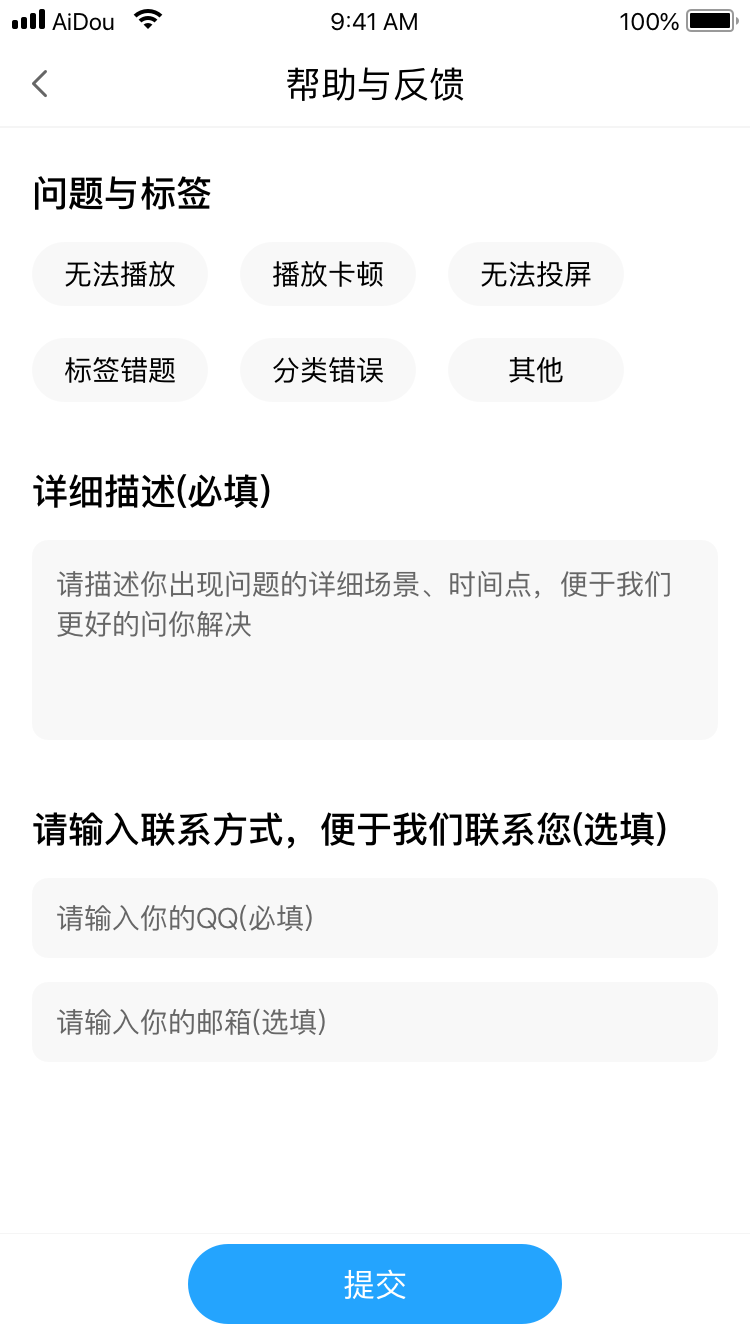 AiDou 9:41 AM 100%
帮助与反馈
问题与标签
无法播放 播放卡顿 无法投屏
标签错题 分类错误 其他
详细描述(必填)
请描述你出现问题的详细场景、时间点，便于我们
更好的问你解决
请输入联系方式，便于我们联系您(选填)
请输入你的QQ(必填)
请输入你的邮箱(选填)
提交